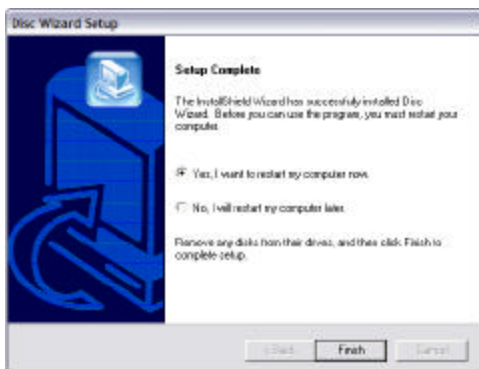 Disc Wizard Setup
Setup Complete
The InstallShield Wizard has successfully installed Disc
Wizard. Before you can use the program, you must restart your
computer.
Yes, I want to restart my computer now.
No, I will restart my computer later.
Remove any disks from their drives, and then click Finish to
complete setup.
< Back Finish Cancel